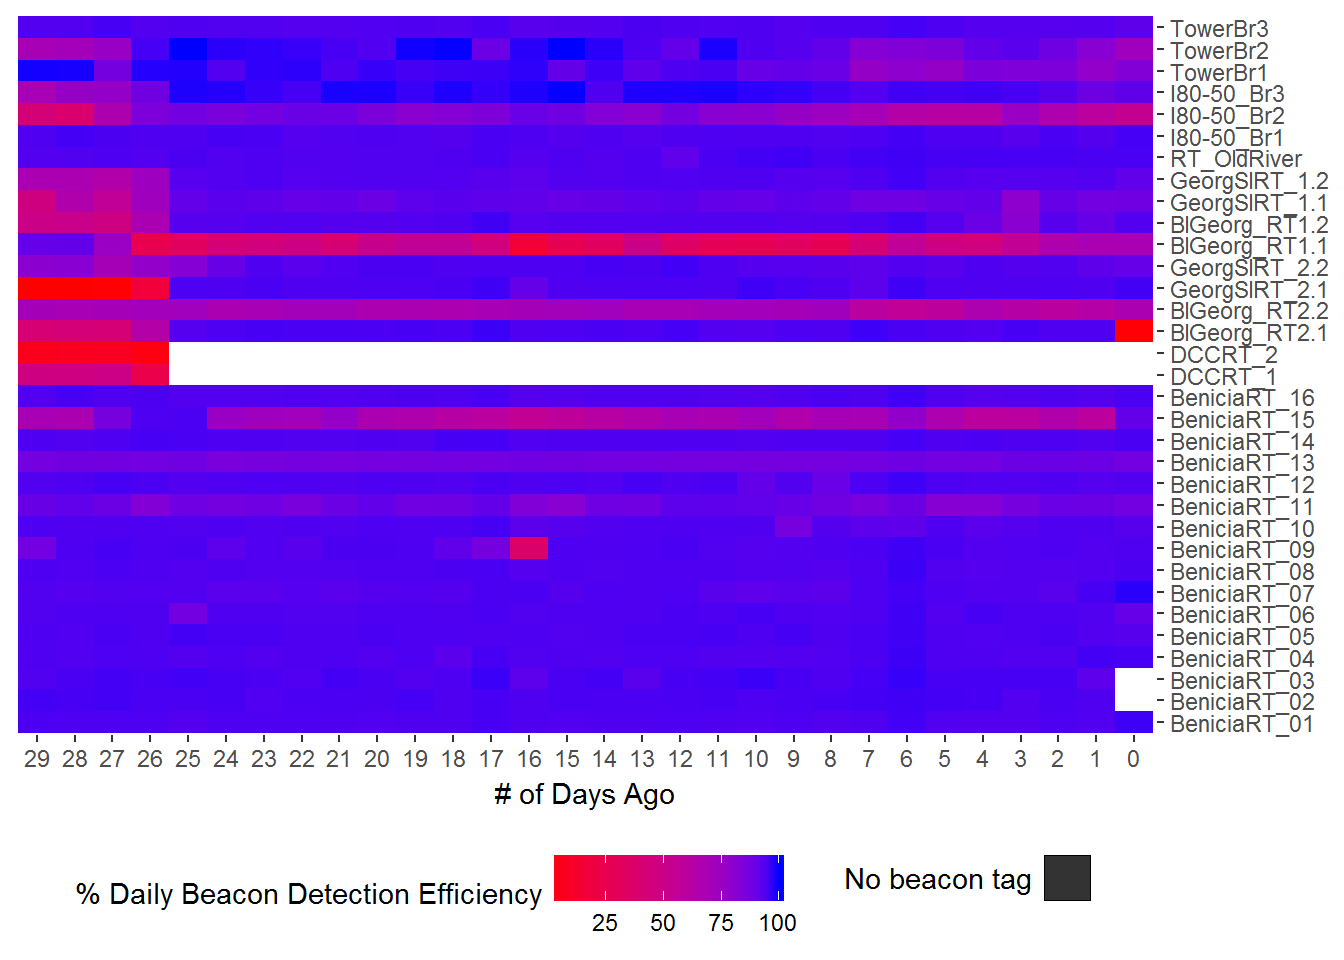 TowerBr3
TowerBr2
TowerBr1
I80-50_Br3
I80-50_Br2
I80-50_Br1
RT_OldRiver
GeorgSlRT_1.2
GeorgSlRT_1.1
BlGeorg_RT1.2
BlGeorg_RT1.1
GeorgSlRT_2.2
GeorgSlRT_2.1
BlGeorg_RT2.2
BlGeorg_RT2.1
DCCRT_2
DCCRT_1
BeniciaRT_16
BeniciaRT_15
BeniciaRT_14
BeniciaRT_13
BeniciaRT_12
BeniciaRT_11
BeniciaRT_10
BeniciaRT_09
BeniciaRT_08
BeniciaRT_07
BeniciaRT_06
BeniciaRT_05
BeniciaRT_04
BeniciaRT_03
BeniciaRT_02
BeniciaRT_01
29 28 27 26 25 24 23 22 21 20 19 18 17 16 15 14 13 12 11 10 9 8 7 6 5 4 3 2 1 0
# of Days Ago
% Daily Beacon Detection Efficiency
25 50 75 100
No beacon tag